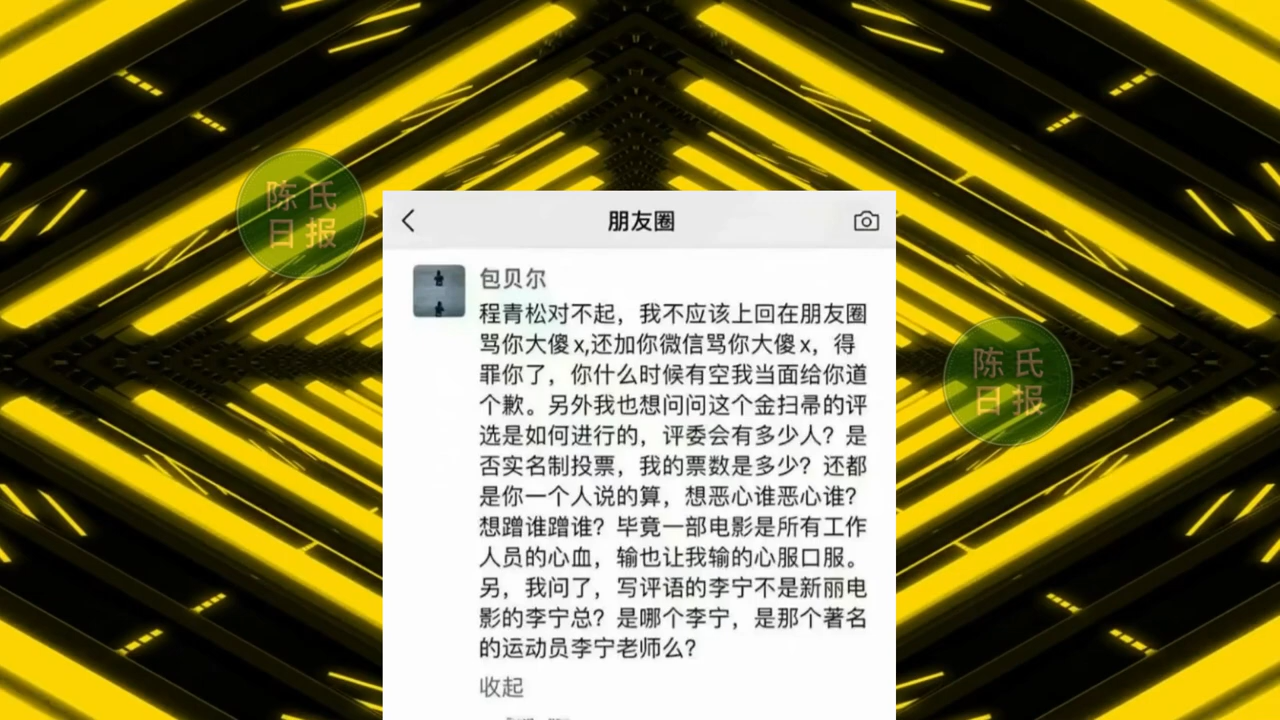 陈氏
日报
朋友圈
包贝尔
程青松对不起，我不应该上回在朋友圈
骂你大傻x,还加你微信骂你大傻x，得
罪你了，你什么时候有空我当面给你道
个歉。另外我也想问问这个金扫帚的评
选是如何进行的，评委会有多少人？是
否实名制投票，我的票数是多少？还都
是你一个人说的算，想恶心谁恶心谁？
想蹭谁蹭谁？毕竟一部电影是所有工作
人员的心血，输也让我输的心服口服。
另，我问了，写评语的李宁不是新丽电
影的李宁总？是哪个李宁，是那个著名
的运动员李宁老师么？
收起
陈氏
日报